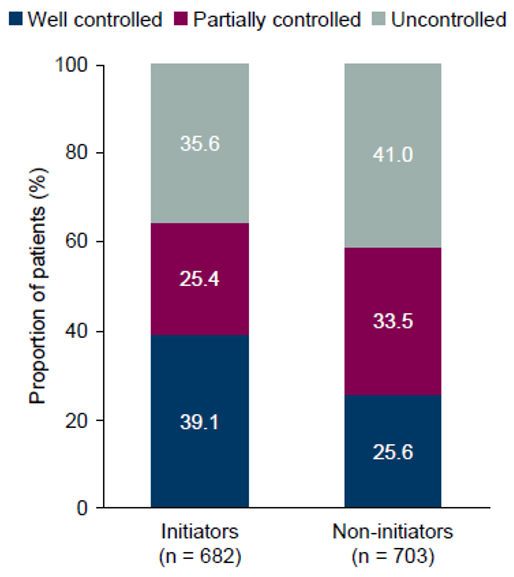 Well controlled Partially controlled Uncontrolled
Proportion of patients (%)
100
80
60
40
20
0
35.6
25.4
39.1
41.0
33.5
25.6
Initiators
(n = 682)
Non-initiators
(n = 703)